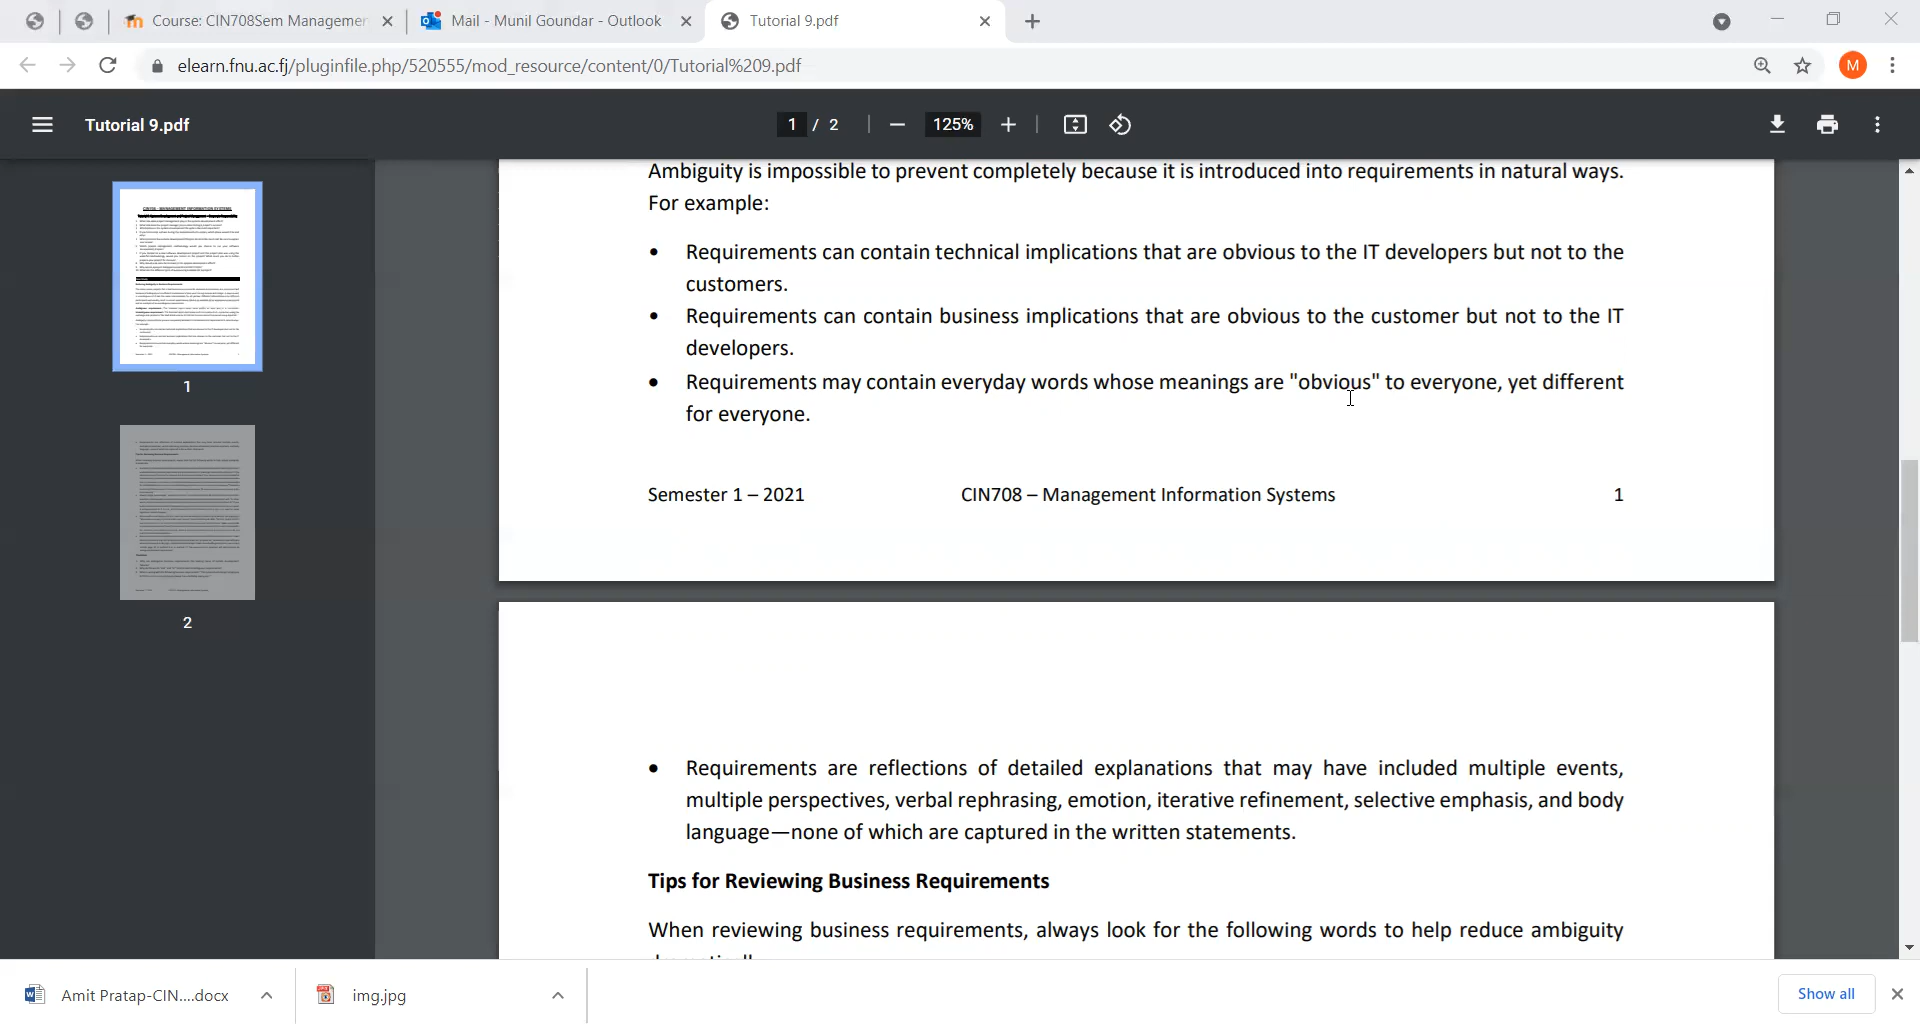 Course: CIN708Sem Managemen
Mail - Munil Goundar - Outlook
Tutorial 9.pdf
elearn.fnu.ac.fj/pluginfile.php/520555/mod_resource/content/0/Tutorial%209.pdf
M
Tutorial 9.pdf
1 / 2
125%
Ambiguity is impossible to prevent completely because it is introduced into requirements in natural ways.
For example:
• Requirements can contain technical implications that are obvious to the IT developers but not to the
customers.
• Requirements can contain business implications that are obvious to the customer but not to the IT
developers.
• Requirements may contain everyday words whose meanings are "obvious" to everyone, yet different
for everyone.
Semester 1 – 2021 CIN708 – Management Information Systems 1
1
2
• Requirements are reflections of detailed explanations that may have included multiple events,
multiple perspectives, verbal rephrasing, emotion, iterative refinement, selective emphasis, and body
language—none of which are captured in the written statements.
Tips for Reviewing Business Requirements
When reviewing business requirements, always look for the following words to help reduce ambiguity
Amit Pratap-CIN....docx
img.jpg
Show all